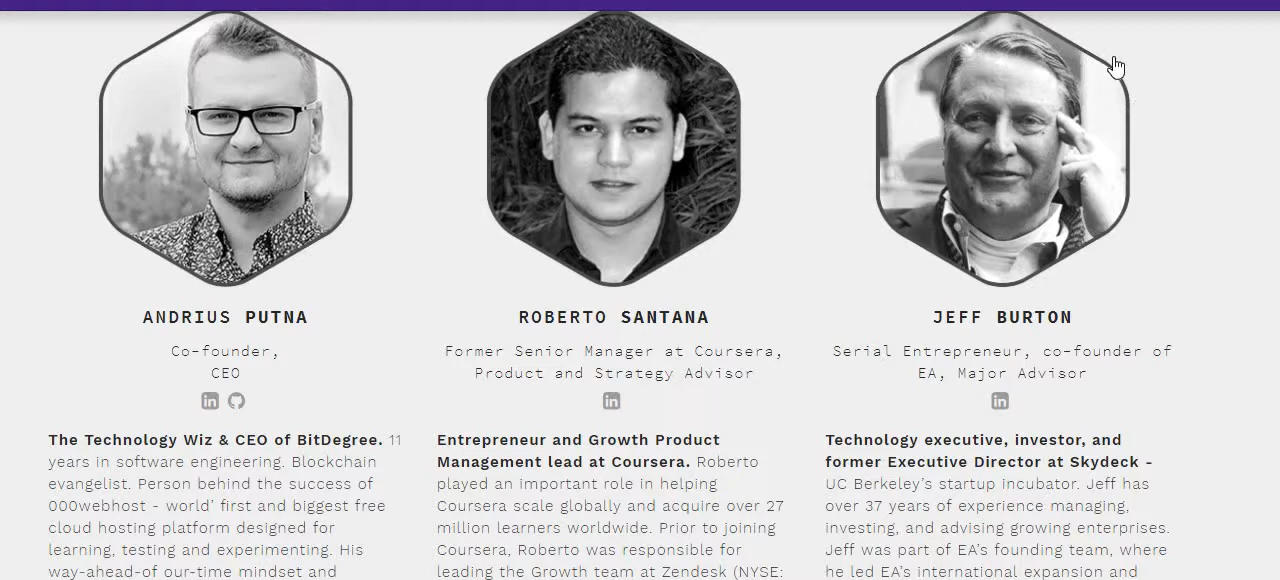 ANDRIUS PUTNA
Co-founder,
CEO
The Technology Wiz & CEO of BitDegree. 11
years in software engineering. Blockchain
evangelist. Person behind the success of
000webhost - world’ first and biggest free
cloud hosting platform designed for
learning, testing and experimenting. His
way-ahead-of our-time mindset and
ROBERTO SANTANA
Former Senior Manager at Coursera,
Product and Strategy Advisor
Entrepreneur and Growth Product
Management lead at Coursera. Roberto
played an important role in helping
Coursera scale globally and acquire over 27
million learners worldwide. Prior to joining
Coursera, Roberto was responsible for
leading the Growth team at Zendesk (NYSE:
JEFF BURTON
Serial Entrepreneur, co-founder of
EA, Major Advisor
Technology executive, investor, and
former Executive Director at Skydeck -
UC Berkeley’s startup incubator. Jeff has
over 37 years of experience managing,
investing, and advising growing enterprises.
Jeff was part of EA’s founding team, where
he led EA’s international expansion and